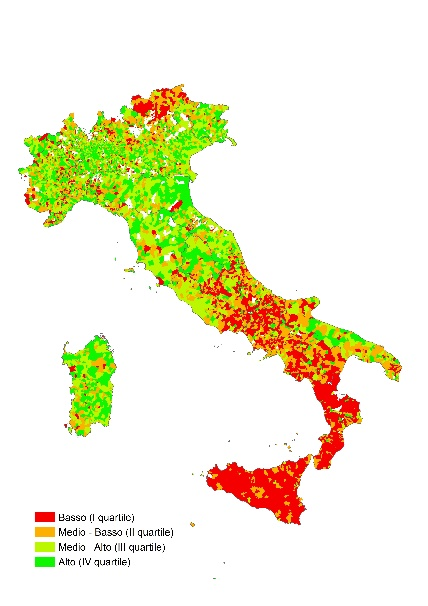 Basso (I quartile)
Medio - Basso (II quartile)
Medio - Alto (III quartile)
Alto (IV quartile)